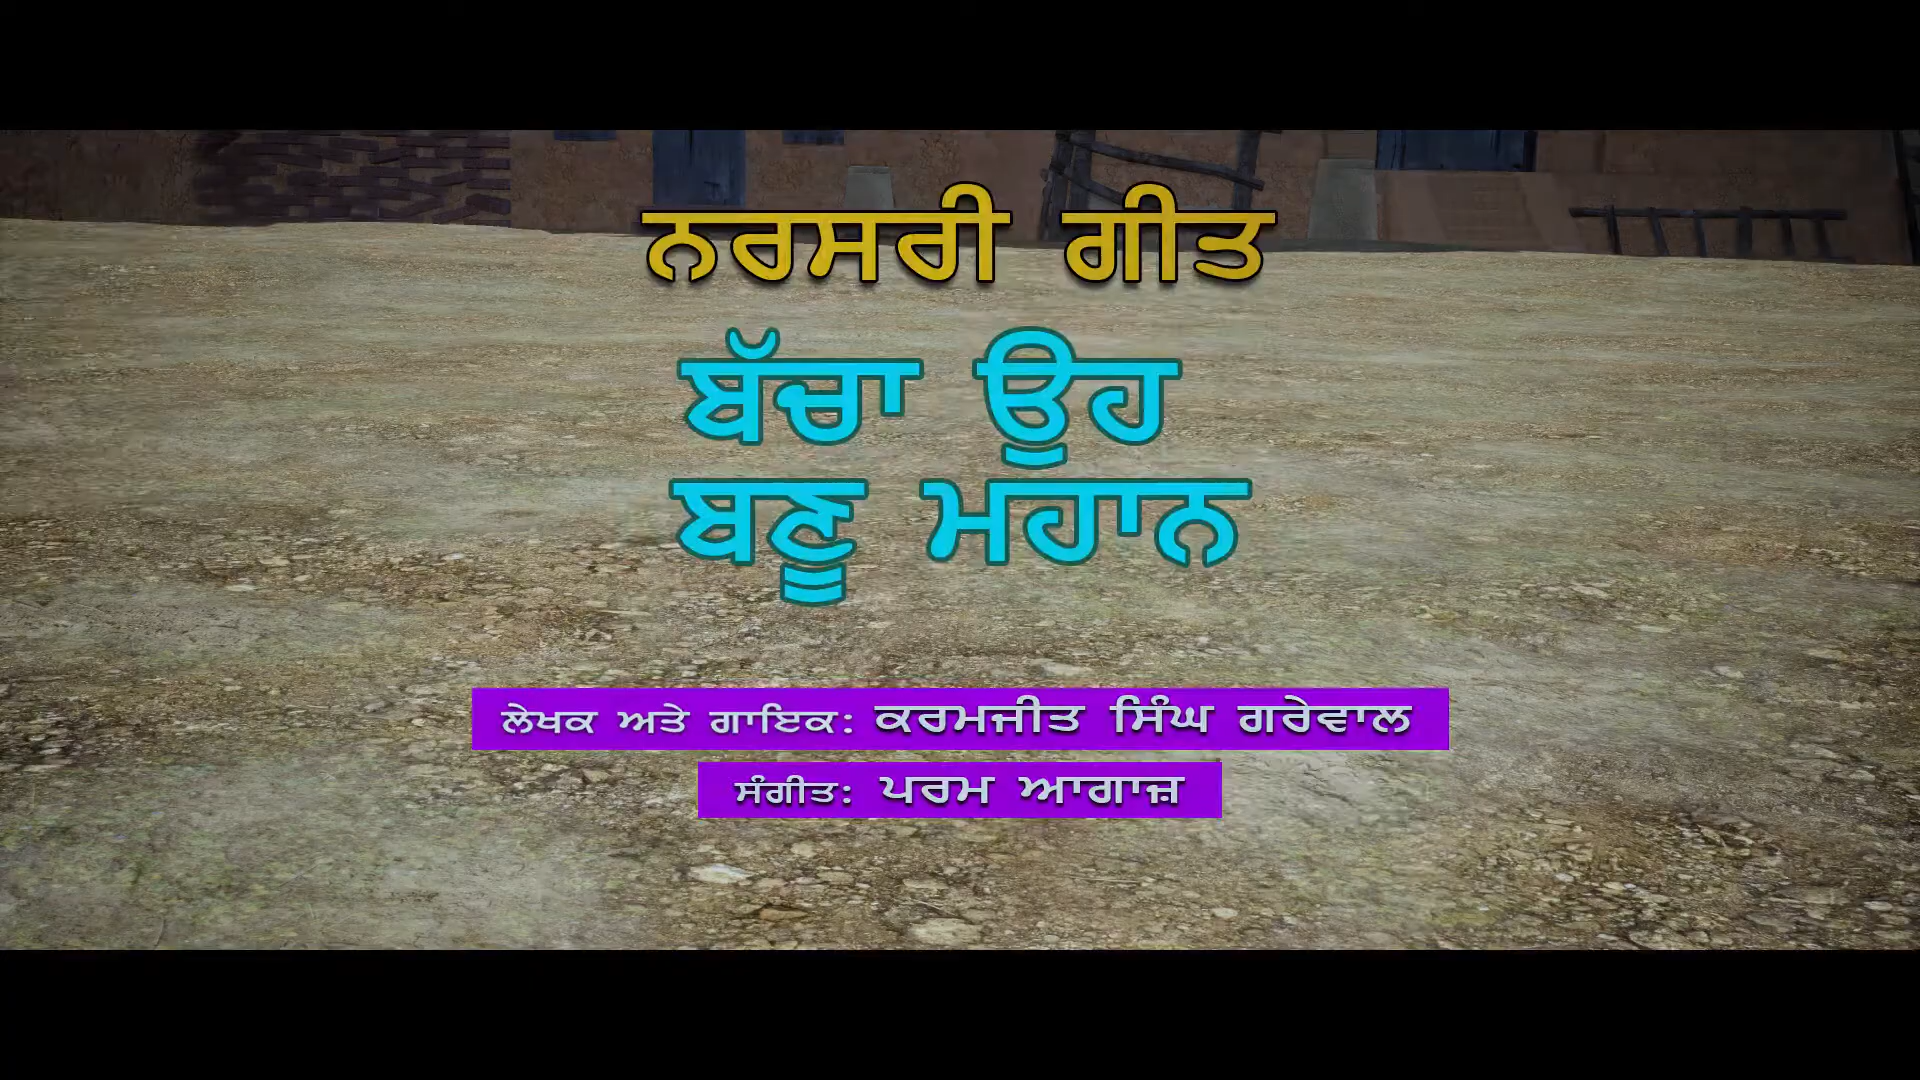 ਨਰਸਰੀ ਗੀਤ
ਬੱਚਾ ਉਹ
ਬਣੂ ਮਹਾਨ
ਲੇਖਕ ਅਤੇ ਗਾਇਕ: ਕਰਮਜੀਤ ਸਿੰਘ ਗਰੇਵਾਲ
ਸੰਗੀਤ: ਪਰਮ ਆਗਾਜ਼